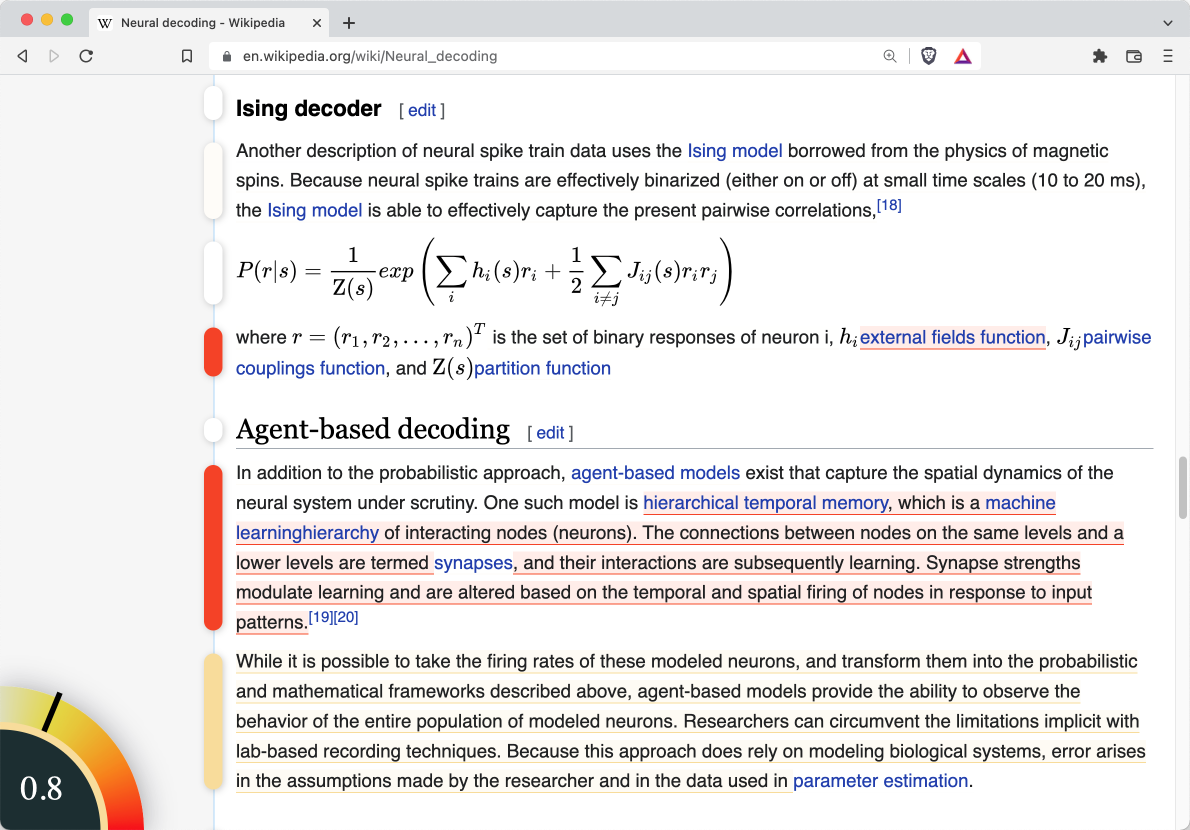 W Neural decoding - Wikipedia
en.wikipedia.org/wiki/Neural_decoding
Ising decoder [ edit ]
Another description of neural spike train data uses the Ising model borrowed from the physics of magnetic
spins. Because neural spike trains are effectively binarized (either on or off) at small time scales (10 to 20 ms),
the Ising model is able to effectively capture the present pairwise correlations,[18]
P(r|s) = 1/Z(s) exp(∑_i h_i(s)r_i + 1/2 ∑_{i≠j} J_{ij}(s)r_i r_j)
where r = (r_1, r_2, . . . , r_n)^T is the set of binary responses of neuron i, h_i external fields function, J_{ij} pairwise
couplings function, and Z(s) partition function
Agent-based decoding [ edit ]
In addition to the probabilistic approach, agent-based models exist that capture the spatial dynamics of the
neural system under scrutiny. One such model is hierarchical temporal memory, which is a machine
learninghierarchy of interacting nodes (neurons). The connections between nodes on the same levels and a
lower levels are termed synapses, and their interactions are subsequently learning. Synapse strengths
modulate learning and are altered based on the temporal and spatial firing of nodes in response to input
patterns.[19][20]
While it is possible to take the firing rates of these modeled neurons, and transform them into the probabilistic
and mathematical frameworks described above, agent-based models provide the ability to observe the
behavior of the entire population of modeled neurons. Researchers can circumvent the limitations implicit with
lab-based recording techniques. Because this approach does rely on modeling biological systems, error arises
in the assumptions made by the researcher and in the data used in parameter estimation.
0.8